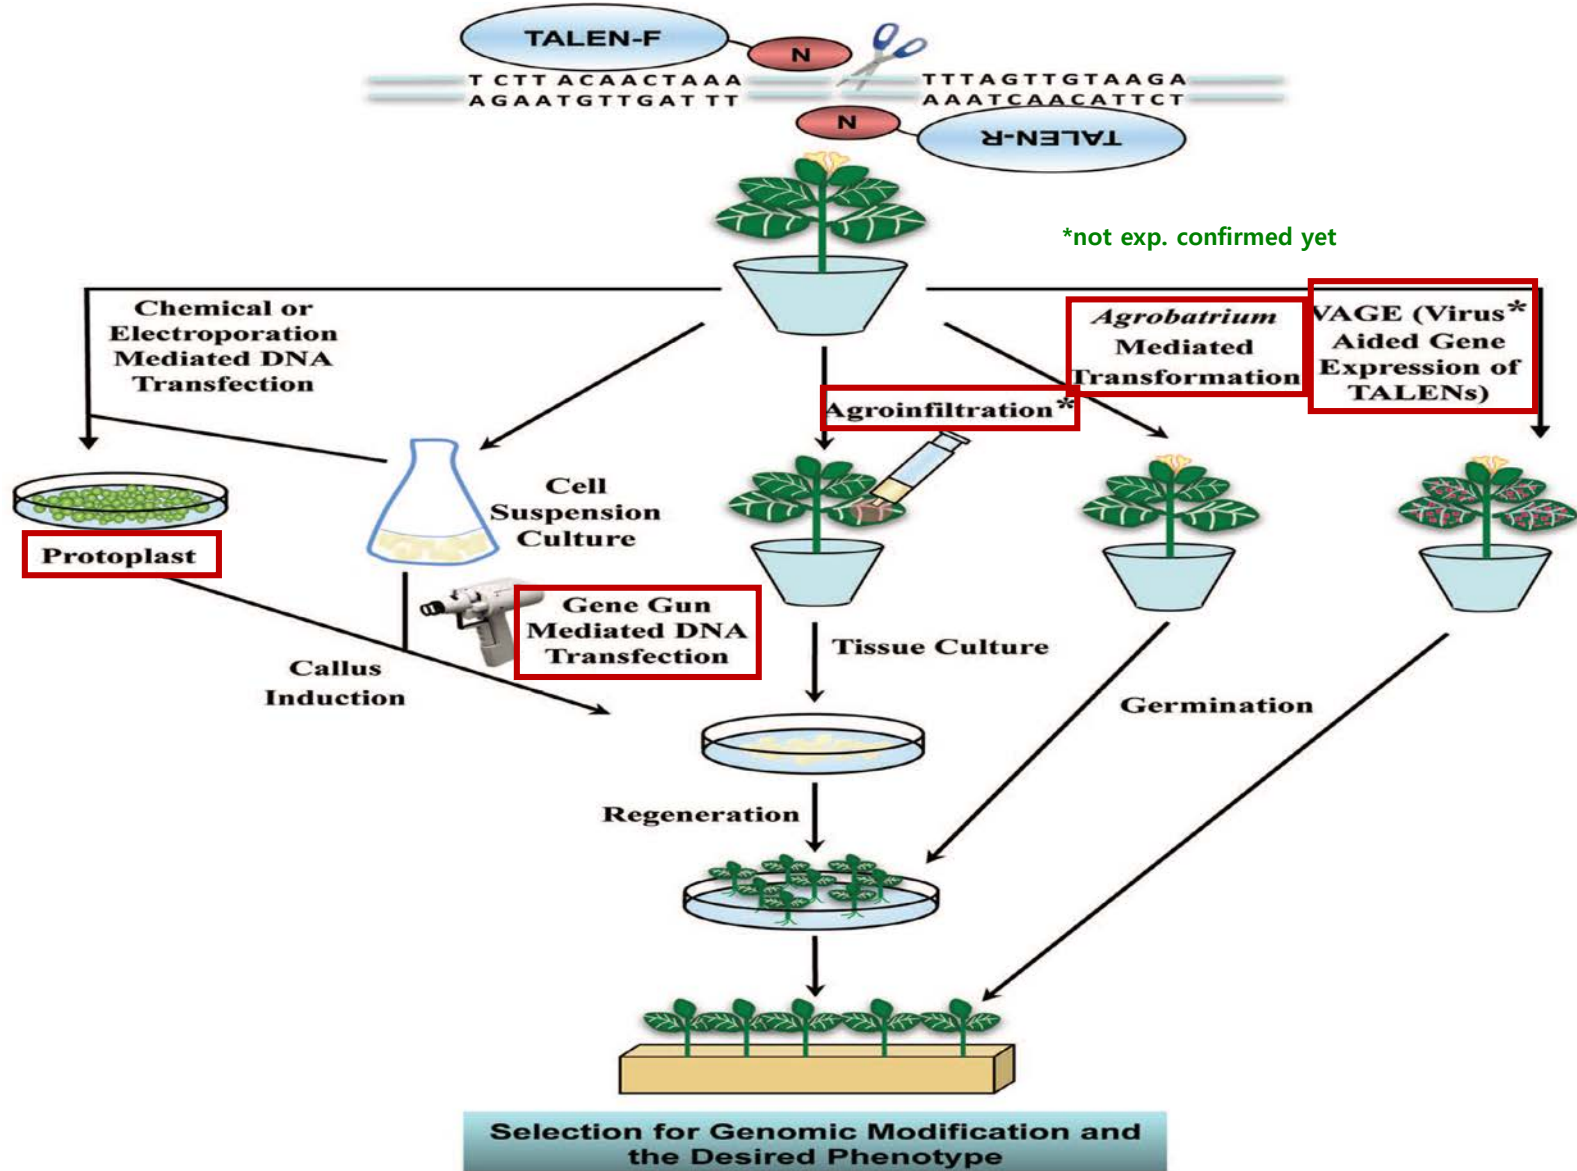 TALEN-F
N
T CTT ACAACTAAA
AGAATGTTGAT TT
TTTAGTTGTAAGA
AAATCAACATTCT
N
TALEN-R
*not exp. confirmed yet
Chemical or
Electroporation
Mediated DNA
Transfection
Agrobatrium
Mediated
Transformation
VAGE (Virus*
Aided Gene
Expression of
TALENs)
Agroinfiltration*
Cell
Suspension
Culture
Protoplast
Gene Gun
Mediated DNA
Transfection
Tissue Culture
Callus
Induction
Germination
Regeneration
Selection for Genomic Modification and
the Desired Phenotype